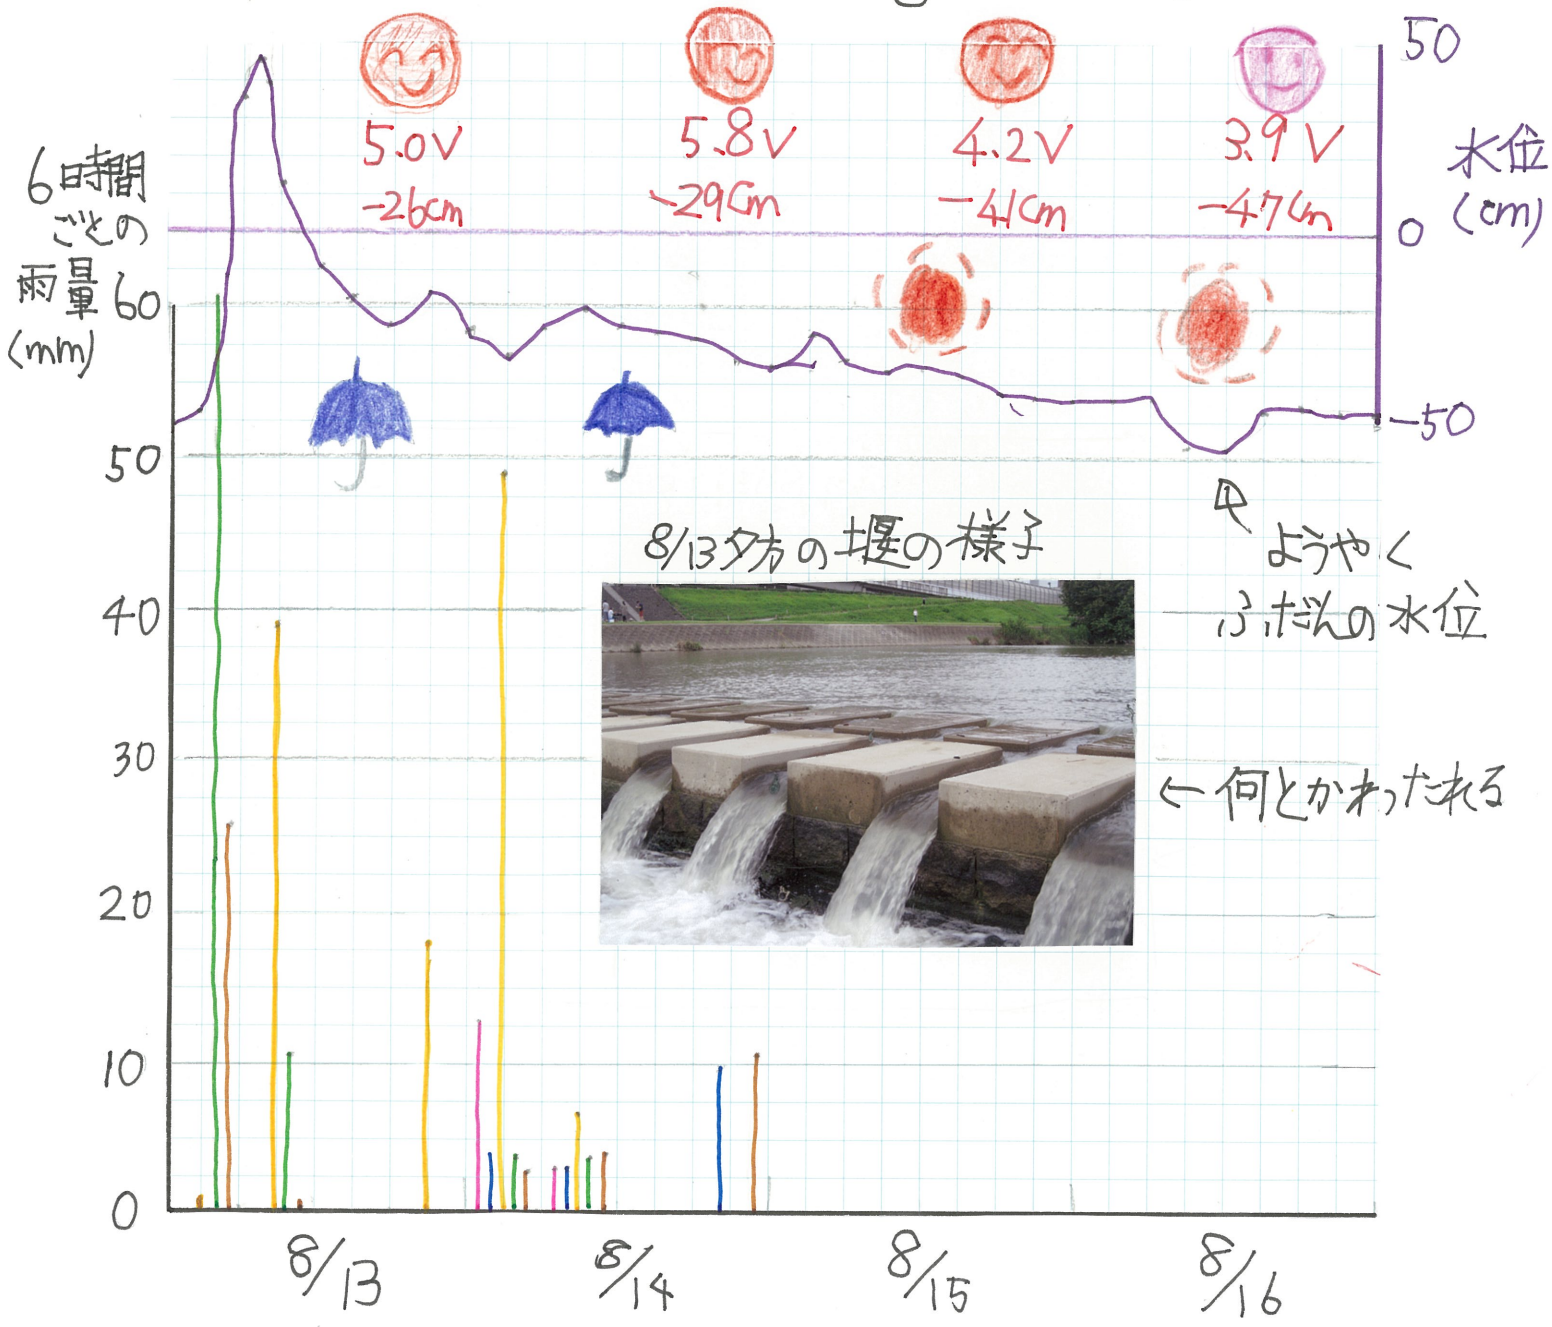 50
5.0V
5.8V
4.2V
3.9V
水位
(cm)
-26cm
-29cm
-41cm
-47cm
0
6時間
ごとの
雨量
(mm)
60
-50
50
8/13夕方の堰の様子
ようやく
ふだんの水位
40
30
←何とかわたれる
20
10
0
8/13
8/14
8/15
8/16